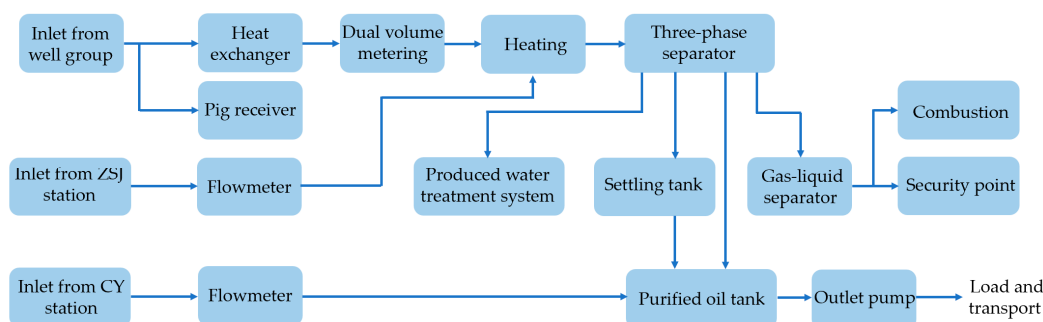 Inlet from
well group
Heat
exchanger
Dual volume
metering
Heating
Three-phase
separator
Pig receiver
Combustion
Inlet from ZSJ
station
Flowmeter
Produced water
treatment system
Settling tank
Gas-liquid
separator
Security point
Inlet from CY
station
Flowmeter
Purified oil tank
Outlet pump
Load and
transport